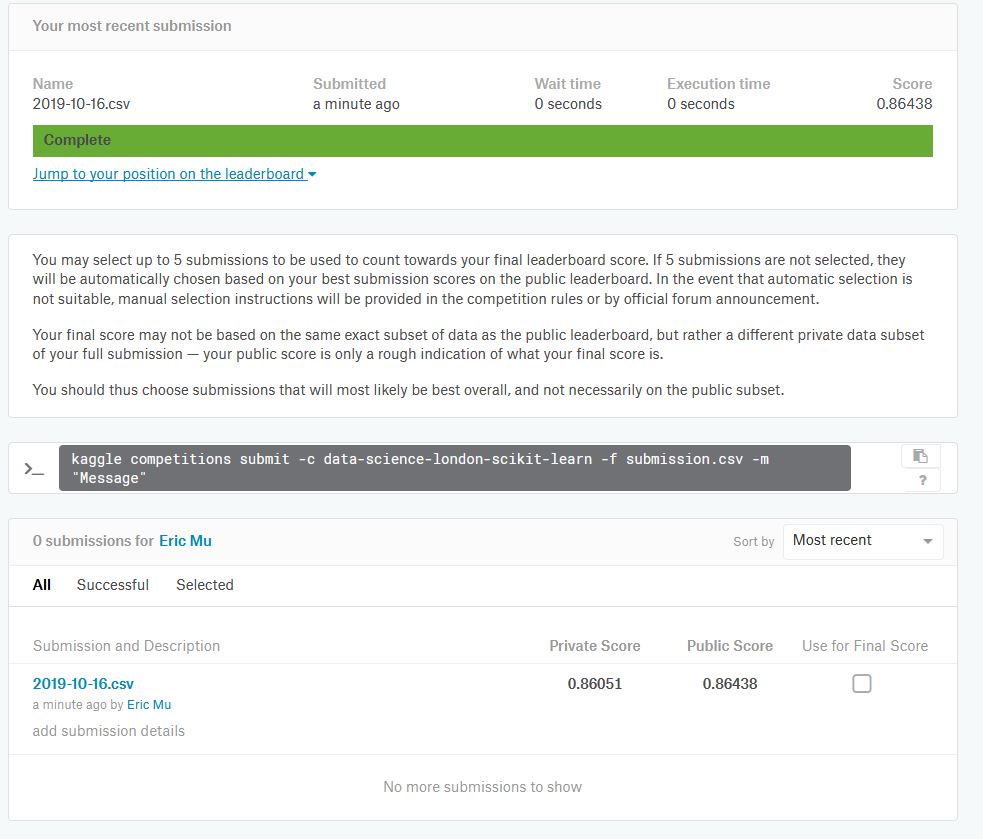 Your most recent submission
Name Submitted Wait time Execution time Score
2019-10-16.csv a minute ago 0 seconds 0 seconds 0.86438
Complete
Jump to your position on the leaderboard
You may select up to 5 submissions to be used to count towards your final leaderboard score. If 5 submissions are not selected, they
will be automatically chosen based on your best submission scores on the public leaderboard. In the event that automatic selection is
not suitable, manual selection instructions will be provided in the competition rules or by official forum announcement.
Your final score may not be based on the same exact subset of data as the public leaderboard, but rather a different private data subset
of your full submission — your public score is only a rough indication of what your final score is.
You should thus choose submissions that will most likely be best overall, and not necessarily on the public subset.
>_ kaggle competitions submit -c data-science-london-scikit-learn -f submission.csv -m
"Message"
?
0 submissions for Eric Mu Sort by Most recent
All Successful Selected
Submission and Description Private Score Public Score Use for Final Score
2019-10-16.csv 0.86051 0.86438
a minute ago by Eric Mu
add submission details
No more submissions to show